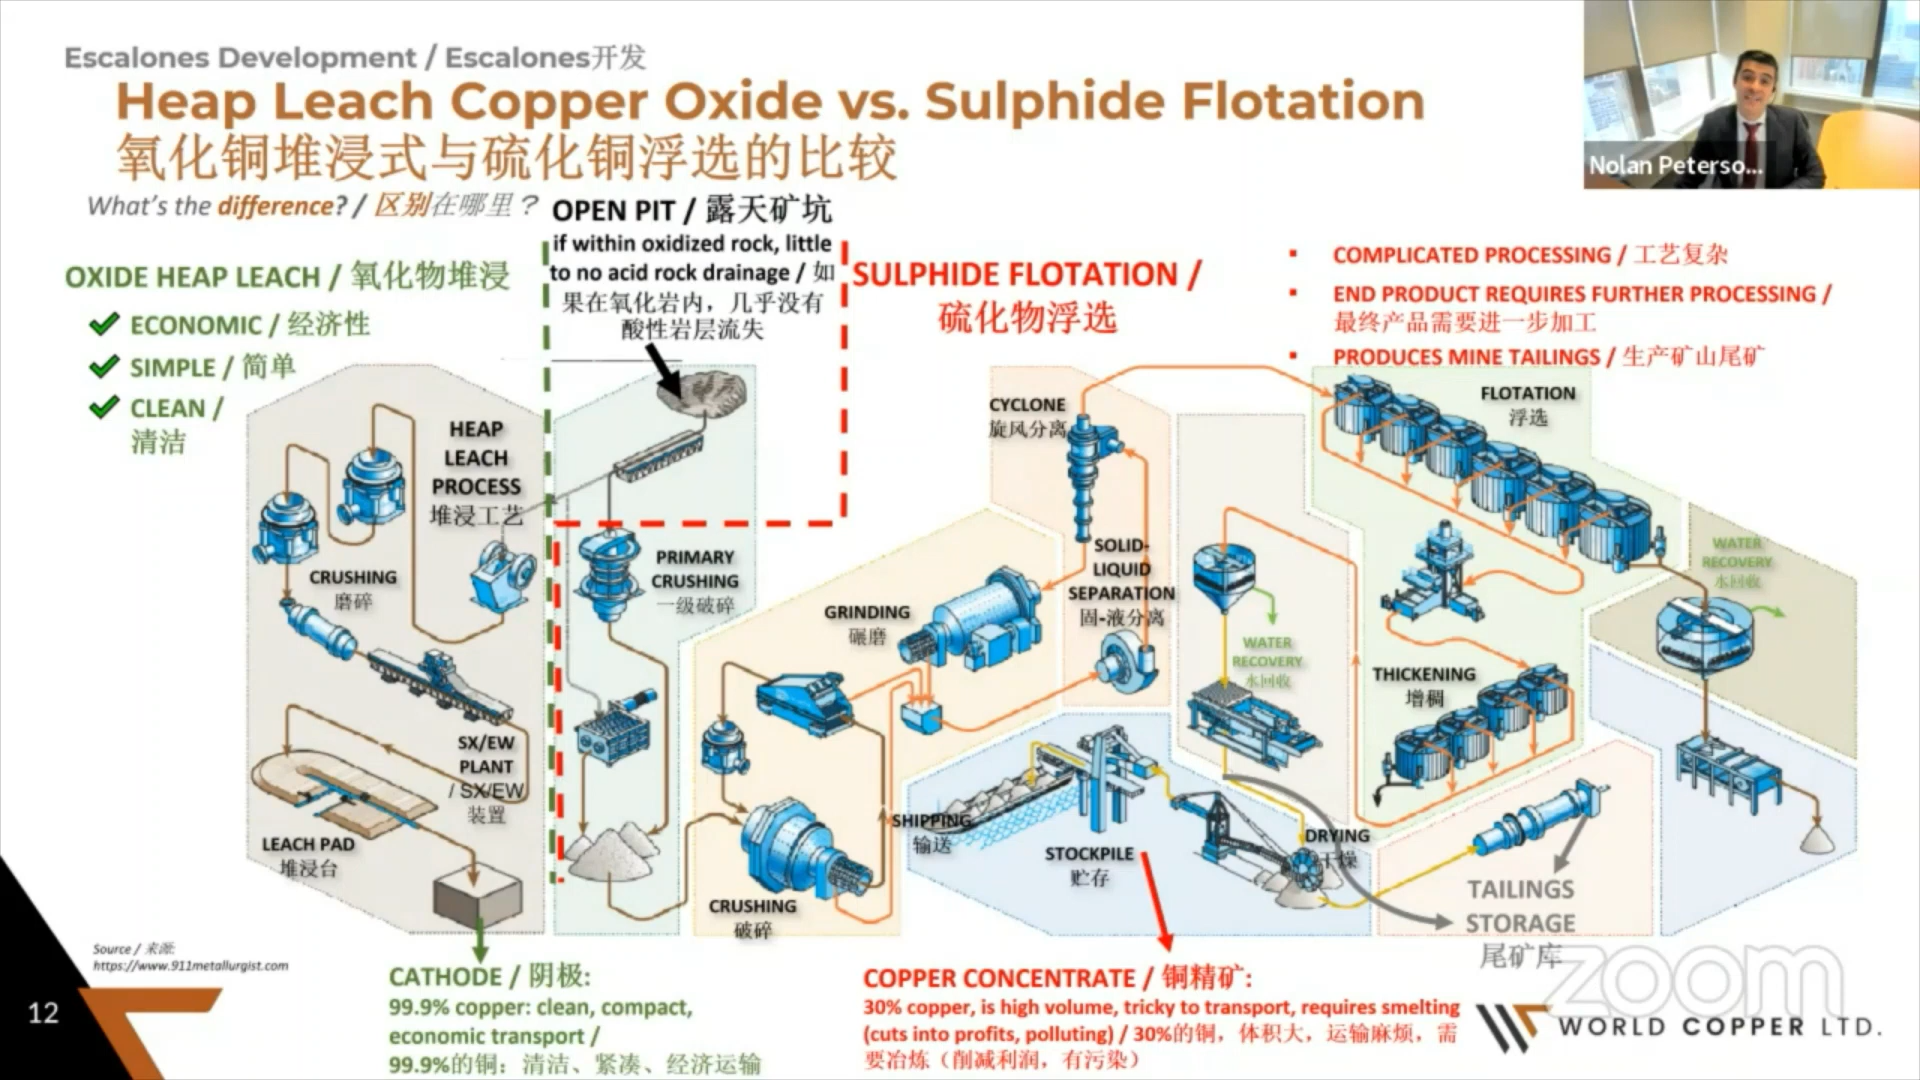 Escalones Development / Escalones开发
Heap Leach Copper Oxide vs. Sulphide Flotation
氧化铜堆浸式与硫化铜浮选的比较
What's the difference? / 区别在哪里？
OXIDE HEAP LEACH / 氧化物堆浸
ECONOMIC / 经济性
SIMPLE / 简单
CLEAN /
清洁
OPEN PIT / 露天矿坑
if within oxidized rock, little
to no acid rock drainage / 如
果在氧化岩内，几乎没有
酸性岩层流失
SULPHIDE FLOTATION /
硫化物浮选
COMPLICATED PROCESSING / 工艺复杂
END PRODUCT REQUIRES FURTHER PROCESSING /
最终产品需要进一步加工
PRODUCES MINE TAILINGS / 生产矿山尾矿
Nolan Peterso...
HEAP
LEACH
PROCESS
堆浸工艺
CRUSHING
磨碎
SX/EW
PLANT
/ SX/EW
装置
LEACH PAD
堆浸台
PRIMARY
CRUSHING
一级破碎
GRINDING
碾磨
CRUSHING
破碎
CYCLONE
旋风分离
SOLID-
LIQUID
SEPARATION
固-液分离
WATER
RECOVERY
水回收
FLOTATION
浮选
THICKENING
增稠
WATER
RECOVERY
水回收
SHIPPING
输送
STOCKPILE
贮存
DRYING
干燥
TAILINGS
STORAGE
尾矿库
Source / 来源:
https://www.911metallurgist.com
12
CATHODE / 阴极:
99.9% copper: clean, compact,
economic transport /
99.9%的铜：清洁、紧凑、经济运输
COPPER CONCENTRATE / 铜精矿:
30% copper, is high volume, tricky to transport, requires smelting
(cuts into profits, polluting) / 30%的铜，体积大，运输麻烦，需
要冶炼（削减利润，有污染）
zoom
WORLD COPPER LTD.